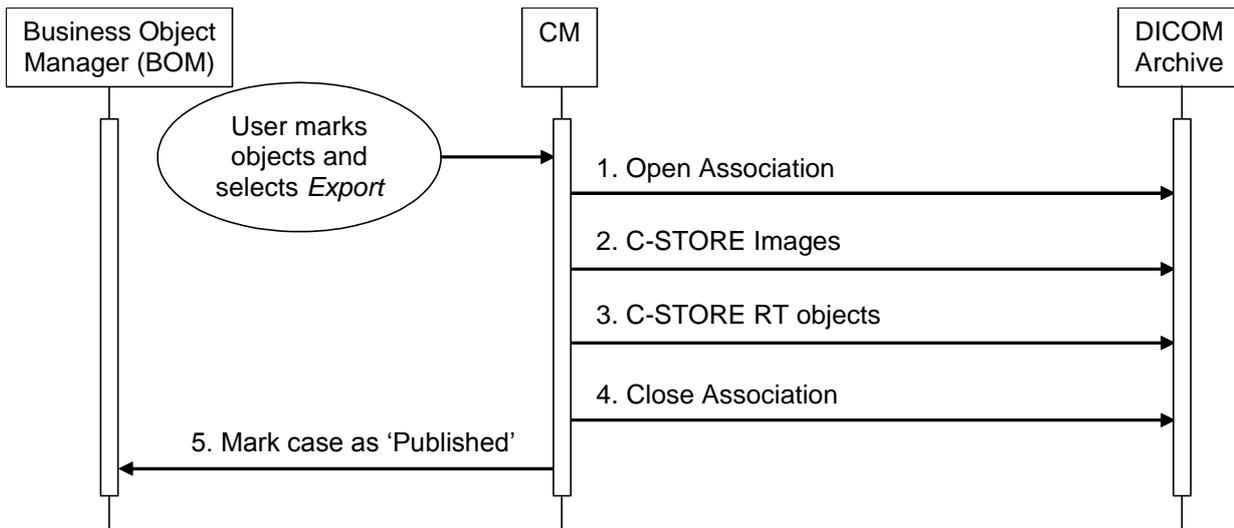 Business Object
Manager (BOM)
CM
DICOM
Archive
User marks
objects and
selects Export
1. Open Association
2. C-STORE Images
3. C-STORE RT objects
4. Close Association
5. Mark case as ‘Published’